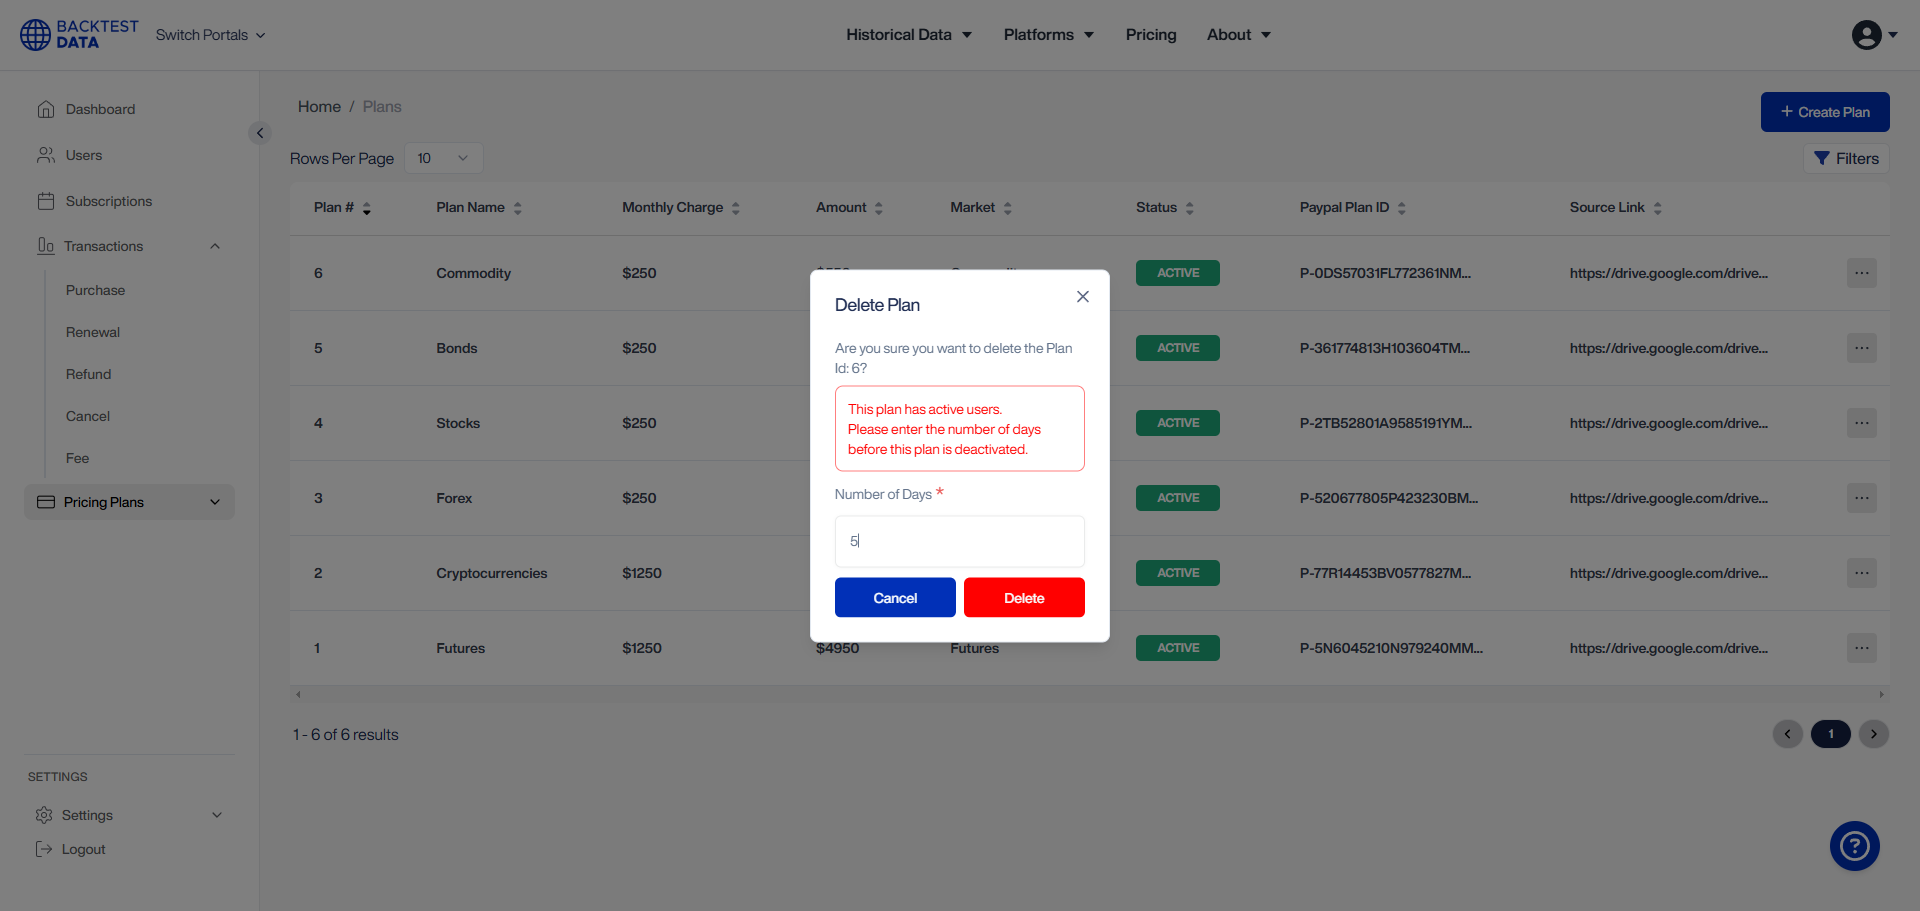 BACKTEST
DATA
Switch Portals
Historical Data
Platforms
Pricing
About
Dashboard
Users
Subscriptions
Transactions
Purchase
Renewal
Refund
Cancel
Fee
Pricing Plans
SETTINGS
Settings
Logout
Home / Plans
+ Create Plan
Rows Per Page 10
Filters
Plan # Plan Name Monthly Charge Amount Market Status Paypal Plan ID Source Link
6 Commodity $250 ACTIVE P-0DS57031FL772361NM... https://drive.google.com/drive...
5 Bonds $250 ACTIVE P-361774813H103604TM... https://drive.google.com/drive...
4 Stocks $250 ACTIVE P-2TB52801A9585191YM... https://drive.google.com/drive...
3 Forex $250 ACTIVE P-520677805P423230BM... https://drive.google.com/drive...
2 Cryptocurrencies $1250 ACTIVE P-77R14453BV0577827M... https://drive.google.com/drive...
1 Futures $1250 $4950 Futures ACTIVE P-5N6045210N979240MM... https://drive.google.com/drive...
1 - 6 of 6 results
1
Delete Plan
Are you sure you want to delete the Plan
Id: 6?
This plan has active users.
Please enter the number of days
before this plan is deactivated.
Number of Days *
5
Cancel
Delete